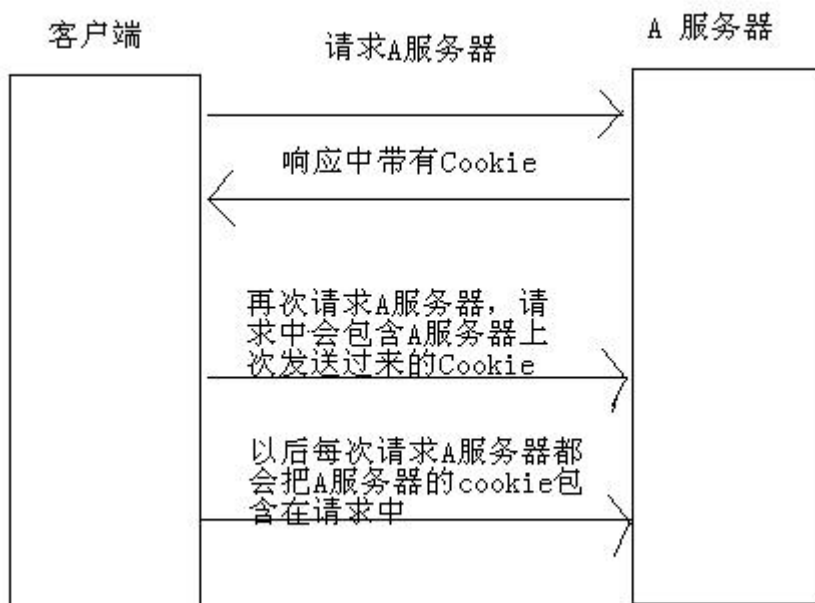 客户端
A 服务器
请求A服务器
响应中带有Cookie
再次请求A服务器，请
求中会包含A服务器上
次发送过来的Cookie
以后每次请求A服务器都
会把A服务器的cookie包
含在请求中